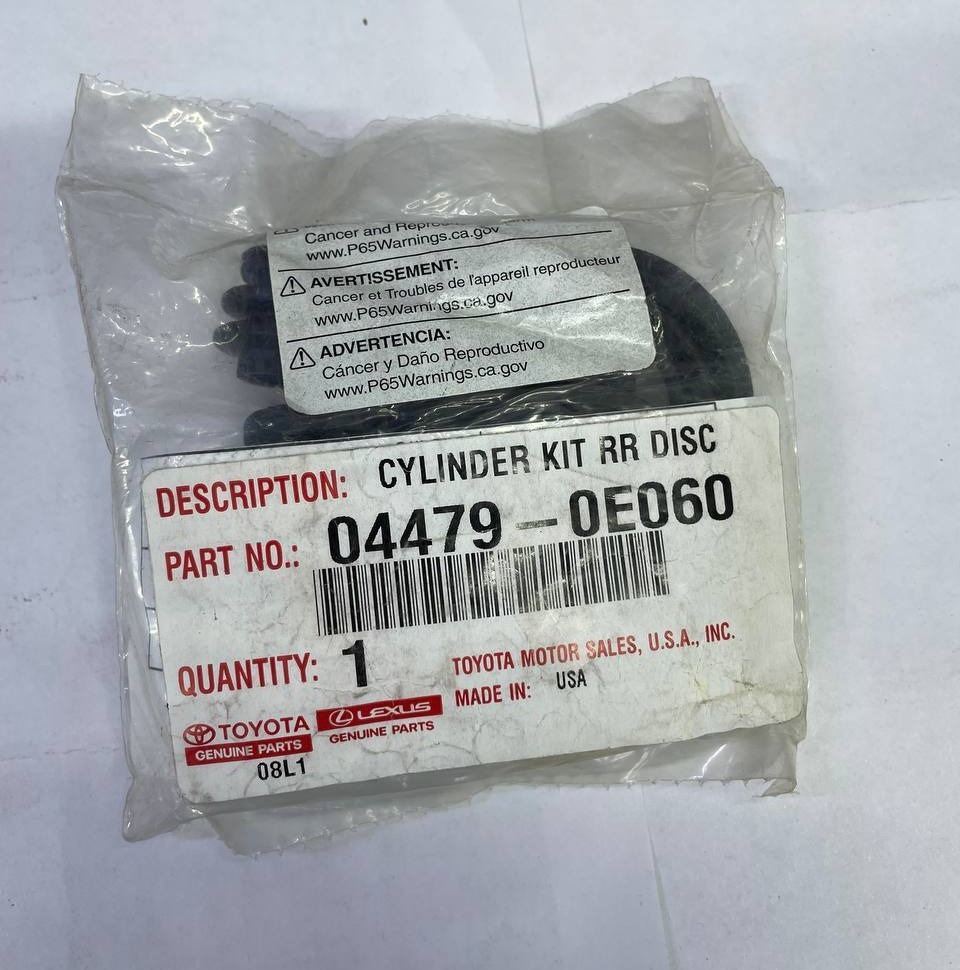 Cancer and
www.P65Warnings.ca.gov
AVERTISSEMENT:
Cancer et Troubles de l'appareil reproducteur
www.P65Warnings.ca.gov
ADVERTENCIA:
Cáncer y Daño Reproductivo
www.P65Warnings.ca.gov
DESCRIPTION: CYLINDER KIT RR DISC
PART NO.: 04479-0E060
QUANTITY: 1
TOYOTA MOTOR SALES, U.S.A., INC.
MADE IN: USA
TOYOTA
GENUINE PARTS
LEXUS
GENUINE PARTS
08L1